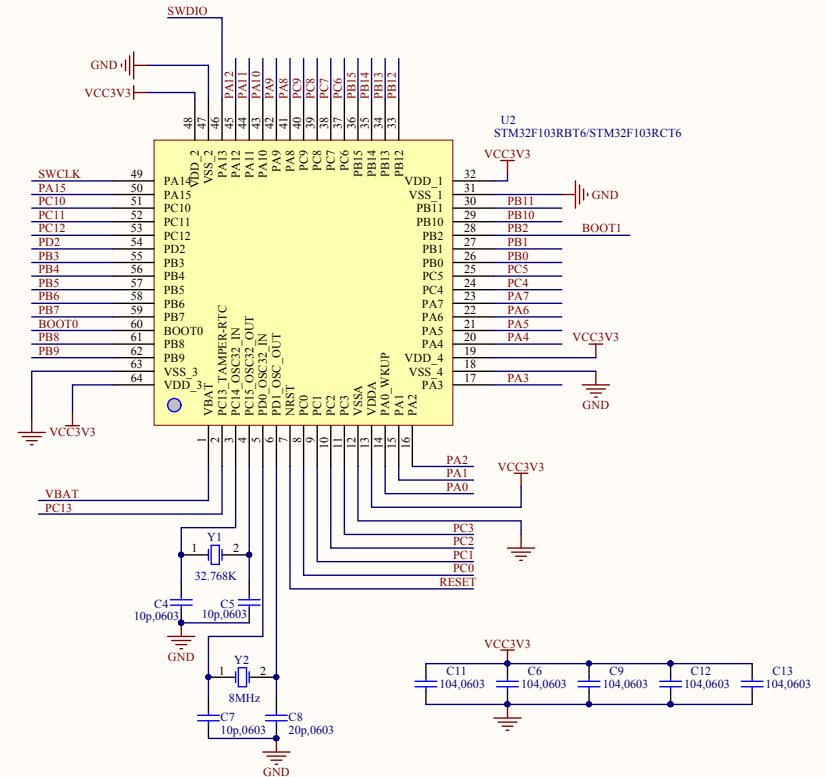 SWDIO
GND
VCC3V3
PA12
PA11
PA10
PA9
PA8
PC9
PC8
PC7
PC6
PB15
PB14
PB13
PB12
48
47
46
45
44
43
42
41
40
39
38
37
36
35
34
33
U2
STM32F103RBT6/STM32F103RCT6
VDD_2
VSS_2
PA13
PA12
PA11
PA10
PA9
PA8
PC9
PC8
PC7
PC6
PB15
PB14
PB13
PB12
SWCLK 49 PA14
PA15 50 PA15
PC10 51 PC10
PC11 52 PC11
PC12 53 PC12
PD2 54 PD2
PB3 55 PB3
PB4 56 PB4
PB5 57 PB5
PB6 58 PB6
PB7 59 PB7
BOOT0 60 BOOT0
PB8 61 PB8
PB9 62 PB9
63 VSS_3
64 VDD_3
VCC3V3
VCC3V3
VDD_1 32
VSS_1 31 GND
PB11 30 PB11
PB10 29 PB10
PB2 28 PB2 BOOT1
PB1 27 PB1
PB0 26 PB0
PC5 25 PC5
PC4 24 PC4
PA7 23 PA7
PA6 22 PA6
PA5 21 PA5
PA4 20 PA4
VCC3V3
VDD_4 19
VSS_4 18
PA3 17 PA3
GND
VBAT
PC13_TAMPER-RTC
PC14_OSC32_IN
PC15_OSC32_OUT
PD0_OSC32_IN
PD1_OSC_OUT
NRST
PC0
PC1
PC2
PC3
VSSA
VDDA
PA0_WKUP
PA1
PA2
1
2
3
4
5
6
7
8
9
10
11
12
13
14
15
16
PA2
PA1
PA0
VCC3V3
VBAT
PC13
PC3
PC2
PC1
PC0
RESET
Y1
1 2
32.768K
C4
10p,0603
C5
10p,0603
GND
Y2
1 2
8MHz
C7
10p,0603
C8
20p,0603
GND
VCC3V3
C11
104,0603
C6
104,0603
C9
104,0603
C12
104,0603
C13
104,0603